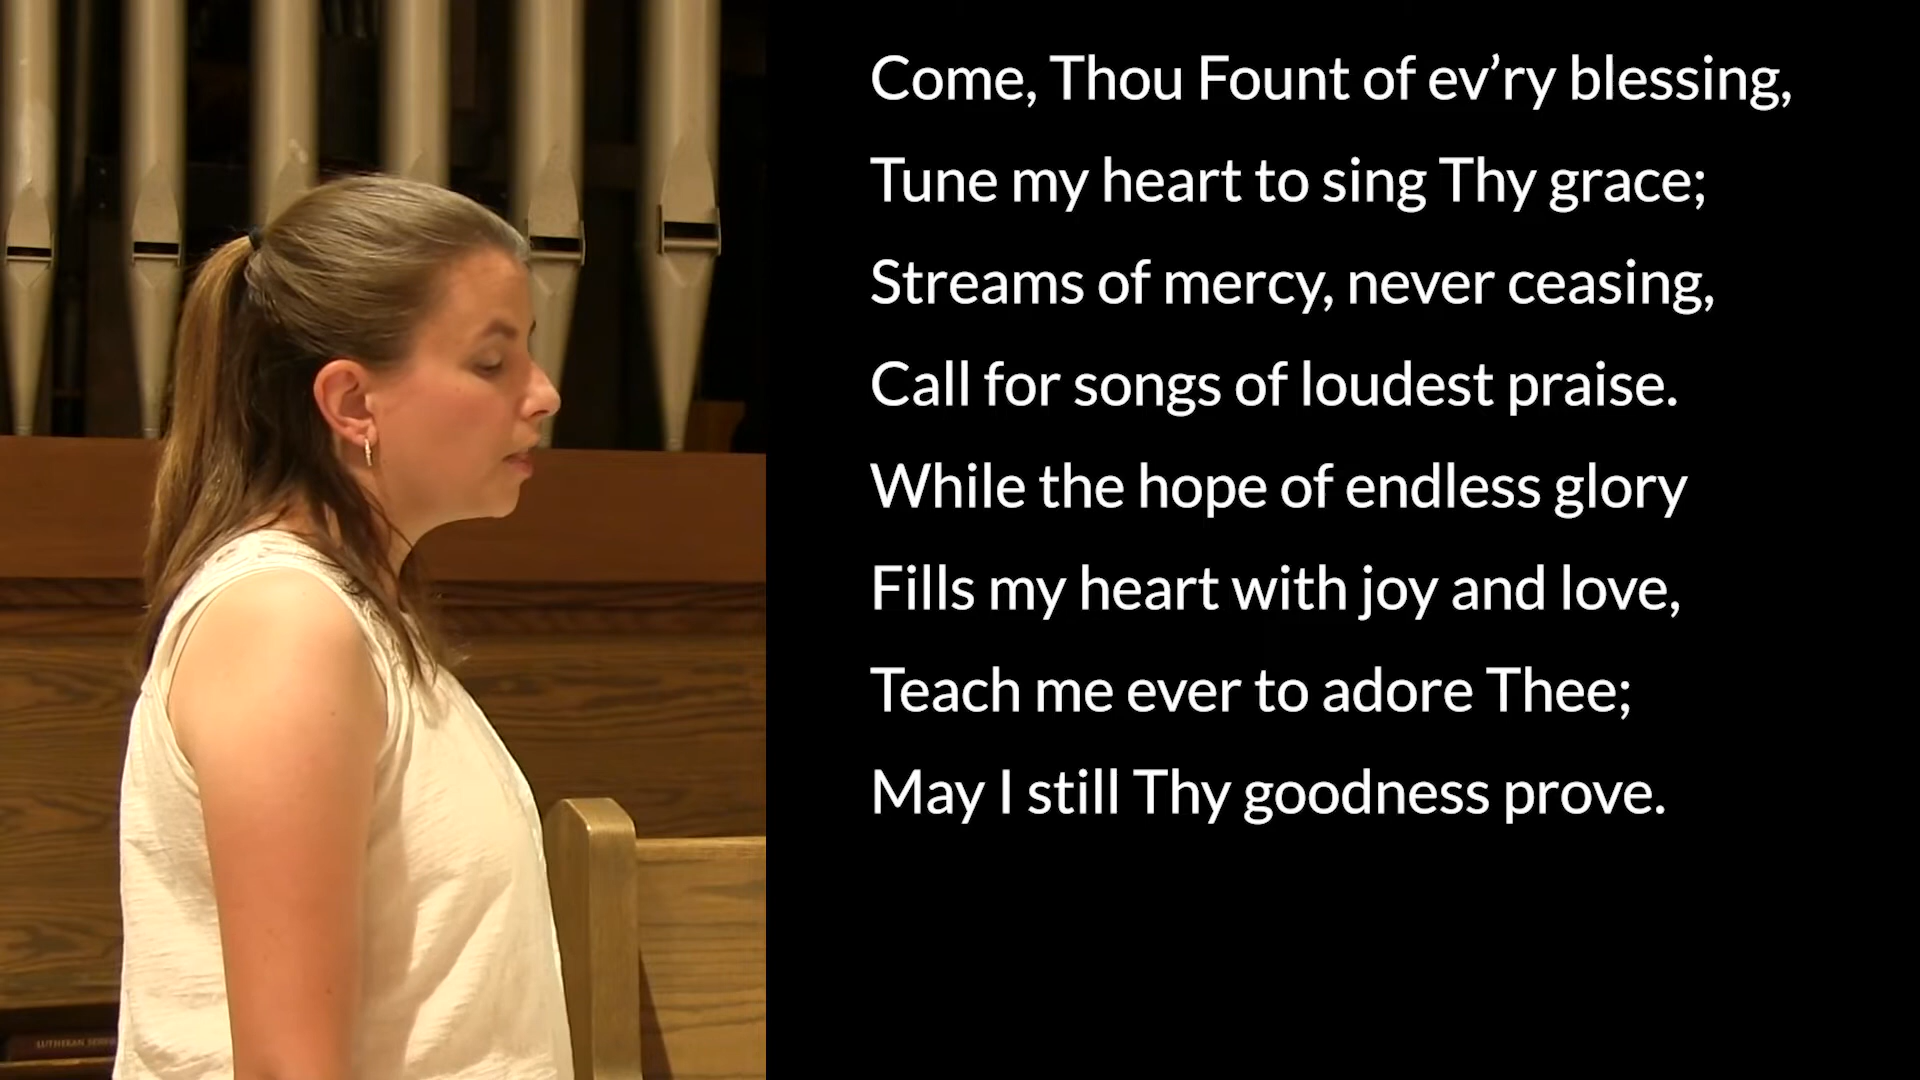 Come, Thou Fount of ev’ry blessing,
Tune my heart to sing Thy grace;
Streams of mercy, never ceasing,
Call for songs of loudest praise.
While the hope of endless glory
Fills my heart with joy and love,
Teach me ever to adore Thee;
May I still Thy goodness prove.
LUTHERAN